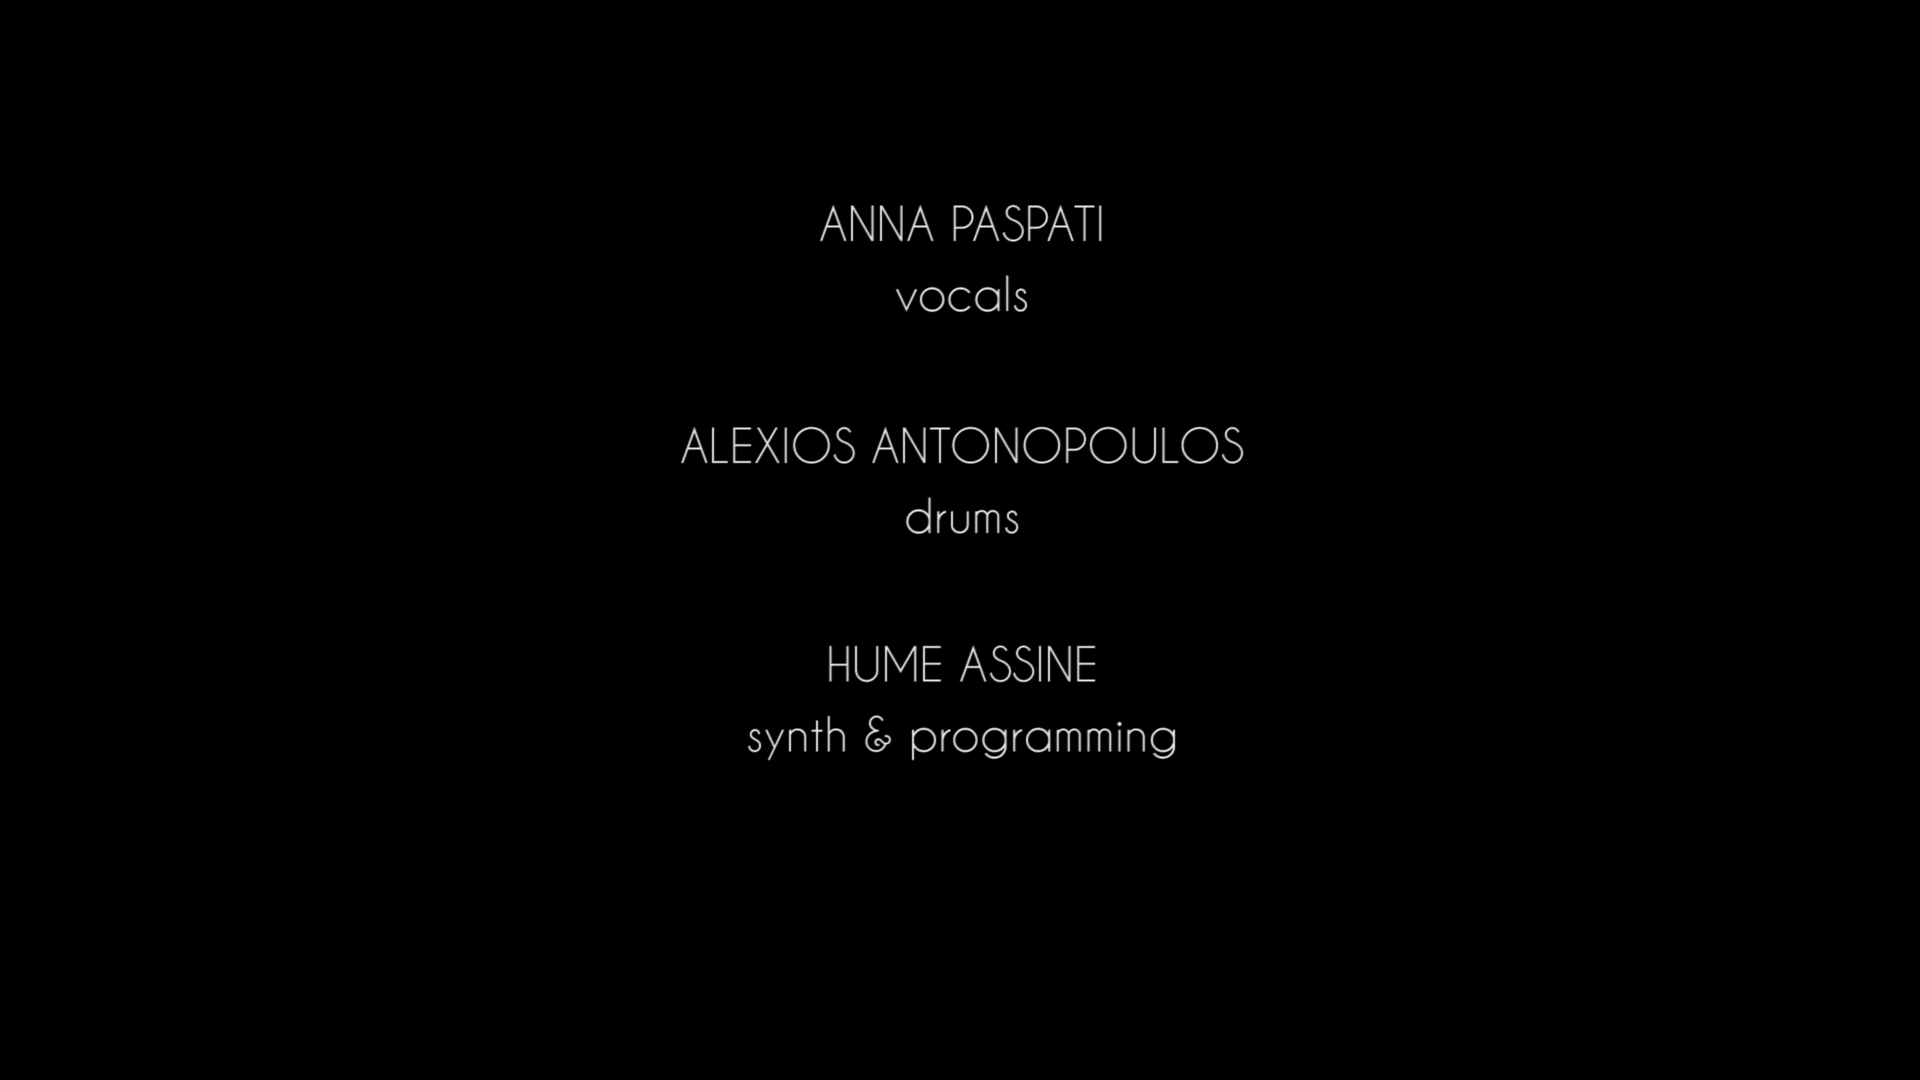 ANNA PASPATI
vocals
ALEXIOS ANTONOPOULOS
drums
HUME ASSINE
synth & programming